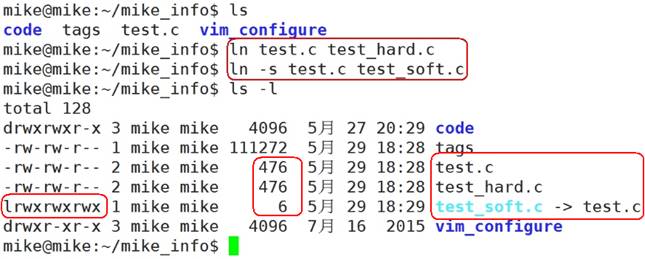 mike@mike:~/mike_info$ ls
code  tags  test.c  vim_configure
mike@mike:~/mike_info$ ln test.c test_hard.c
mike@mike:~/mike_info$ ln -s test.c test_soft.c
mike@mike:~/mike_info$ ls -l
total 128
drwxrwxr-x 3 mike mike   4096  5月 27 20:29 code
-rw-rw-r-- 1 mike mike 111272  5月 29 18:28 tags
-rw-rw-r-- 2 mike mike    476  5月 29 18:28 test.c
-rw-rw-r-- 2 mike mike    476  5月 29 18:28 test_hard.c
lrwxrwxrwx 1 mike mike      6  5月 29 18:29 test_soft.c -> test.c
drwxr-xr-x 3 mike mike   4096  7月 16  2015 vim_configure
mike@mike:~/mike_info$